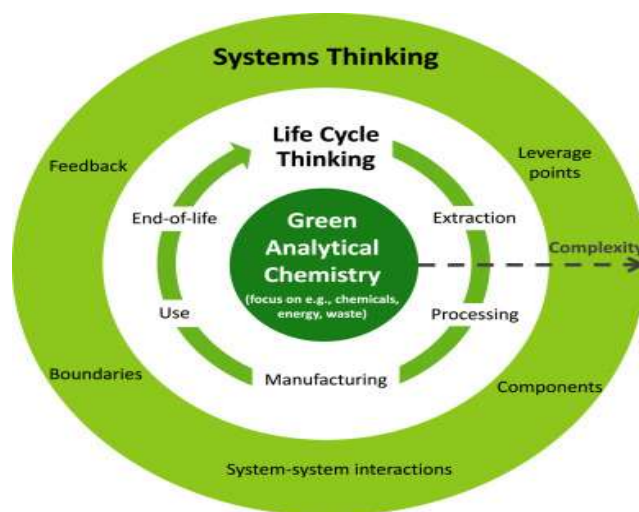 Systems Thinking
Feedback
Leverage
points
Life Cycle
Thinking
End-of-life
Extraction
Green
Analytical
Chemistry
(focus on e.g., chemicals,
energy, waste)
Complexity
Use
Processing
Manufacturing
Boundaries
Components
System-system interactions